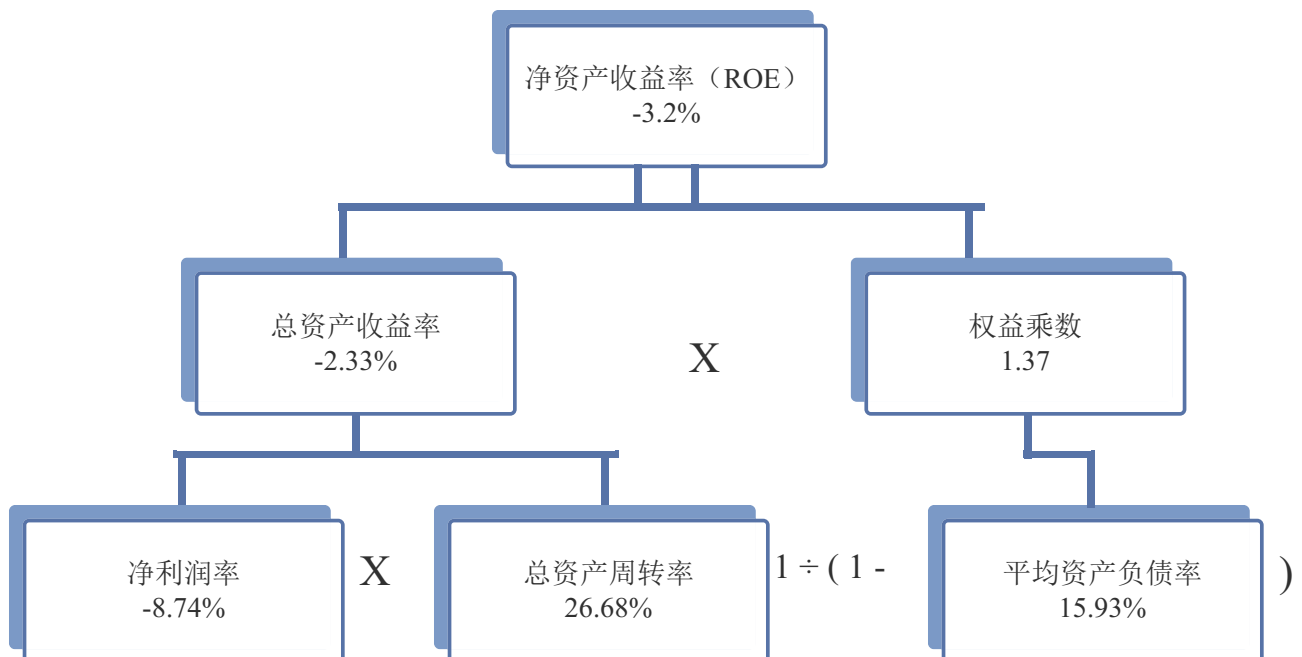 净资产收益率（ROE）
-3.2%
总资产收益率
-2.33%
X
权益乘数
1.37
净利润率
-8.74%
X
总资产周转率
26.68%
1 ÷ ( 1 -
平均资产负债率
15.93%
)